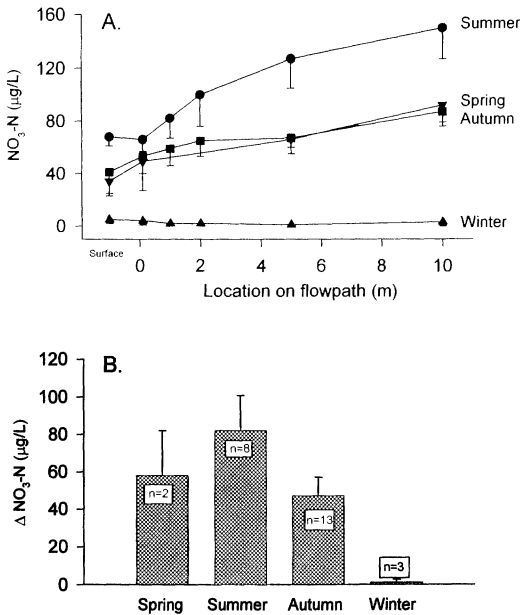 A.
NO3-N (µg/L)
160
120
80
40
0
Summer
Spring
Autumn
Winter
Surface
0 2 4 6 8 10
Location on flowpath (m)
B.
Δ NO3-N (µg/L)
120
100
80
60
40
20
0
n=2
n=8
n=13
n=3
Spring Summer Autumn Winter